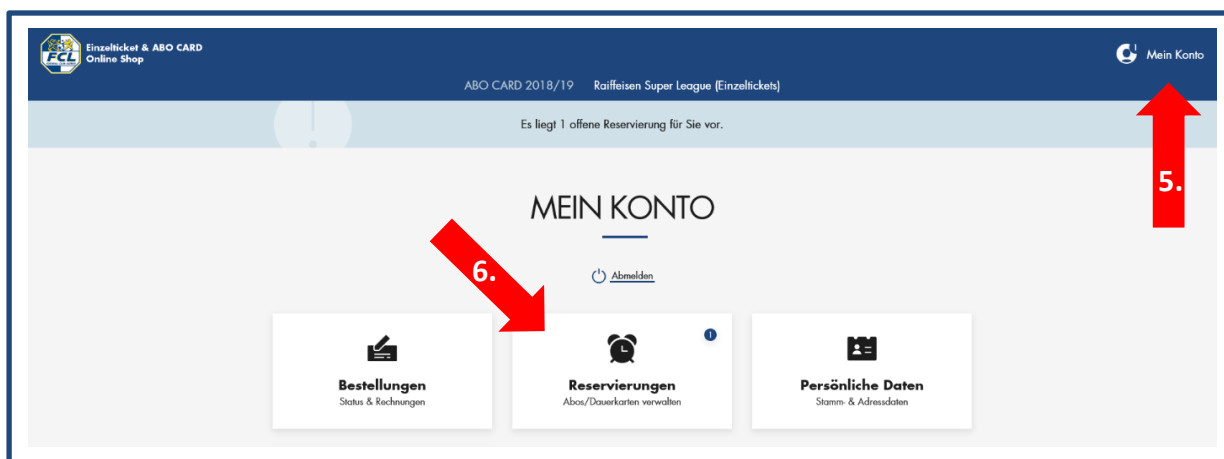 FCL
Einzelticket & ABO CARD
Online Shop
Mein Konto
ABO CARD 2018/19 Raiffeisen Super League (Einzeltickets)
Es liegt 1 offene Reservierung für Sie vor.
5.
MEIN KONTO
6.
Abmelden
1
Bestellungen
Status & Rechnungen
Reservierungen
Abos/Dauerkarten verwalten
Persönliche Daten
Stamm- & Adressdaten